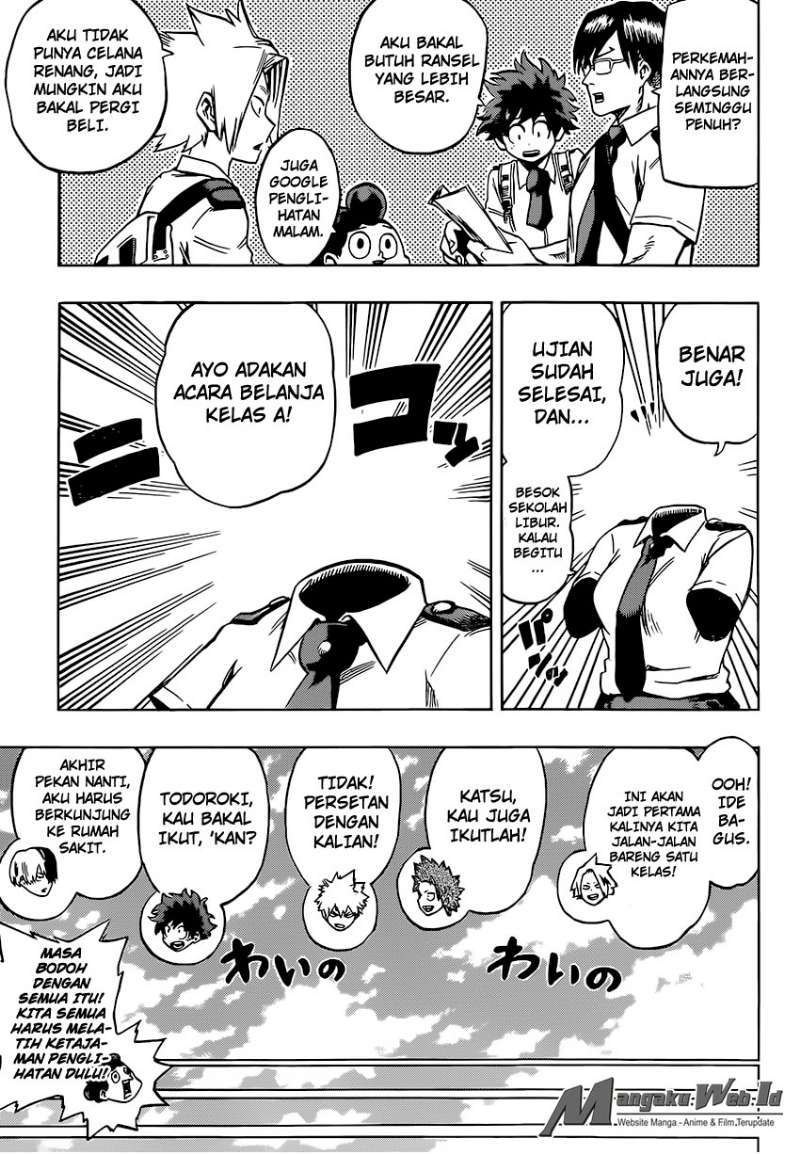 PERKEMAH-
ANNYA BER-
LANGSUNG
SEMINGGU
PENUH?
AKU BAKAL
BUTUH RANSEL
YANG LEBIH
BESAR.
JUGA
GOOGLE
PENGLI-
HATAN
MALAM.
AKU TIDAK
PUNYA CELANA
RENANG, JADI
MUNGKIN AKU
BAKAL PERGI
BELI.
BENAR
JUGA!
UJIAN
SUDAH
SELESAI,
DAN...
BESOK
SEKOLAH
LIBUR.
KALAU
BEGITU
...
パンッ
AYO ADAKAN
ACARA BELANJA
KELAS A!
コッ
ニ
OOH!
IDE
BA-
GUS.
INI AKAN
JADI PERTAMA
KALINYA KITA
JALAN-JALAN
BARENG SATU
KELAS!
KATSU,
KAU JUGA
IKUTLAH!
TIDAK!
PERSETAN
DENGAN
KALIAN!
TODOROKI,
KAU BAKAL
IKUT, 'KAN?
AKHIR
PEKAN NANTI,
AKU HARUS
BERKUNJUNG
KE RUMAH
SAKIT.
わいの
わいの
MASA
BODOH
DENGAN
SEMUA ITU!
KITA SEMUA
HARUS MELA-
TIH KETAJA-
MAN PENGLI-
HATAN DULU!
Mangaku.Web.Id
Website Manga - Anime & Film Terupdate